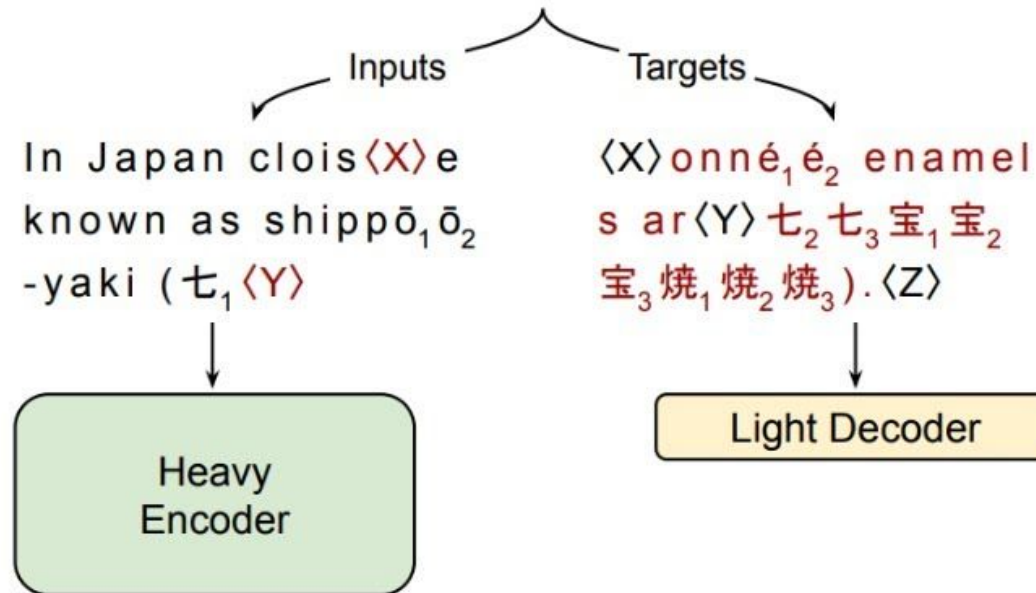 Inputs
Targets
In Japan clois⟨X⟩e
known as shippō₁ō₂
-yaki (七₁⟨Y⟩
⟨X⟩onné₁é₂ enamel
s ar⟨Y⟩七₂七₃宝₁宝₂
宝₃焼₁焼₂焼₃).⟨Z⟩
Heavy
Encoder
Light Decoder